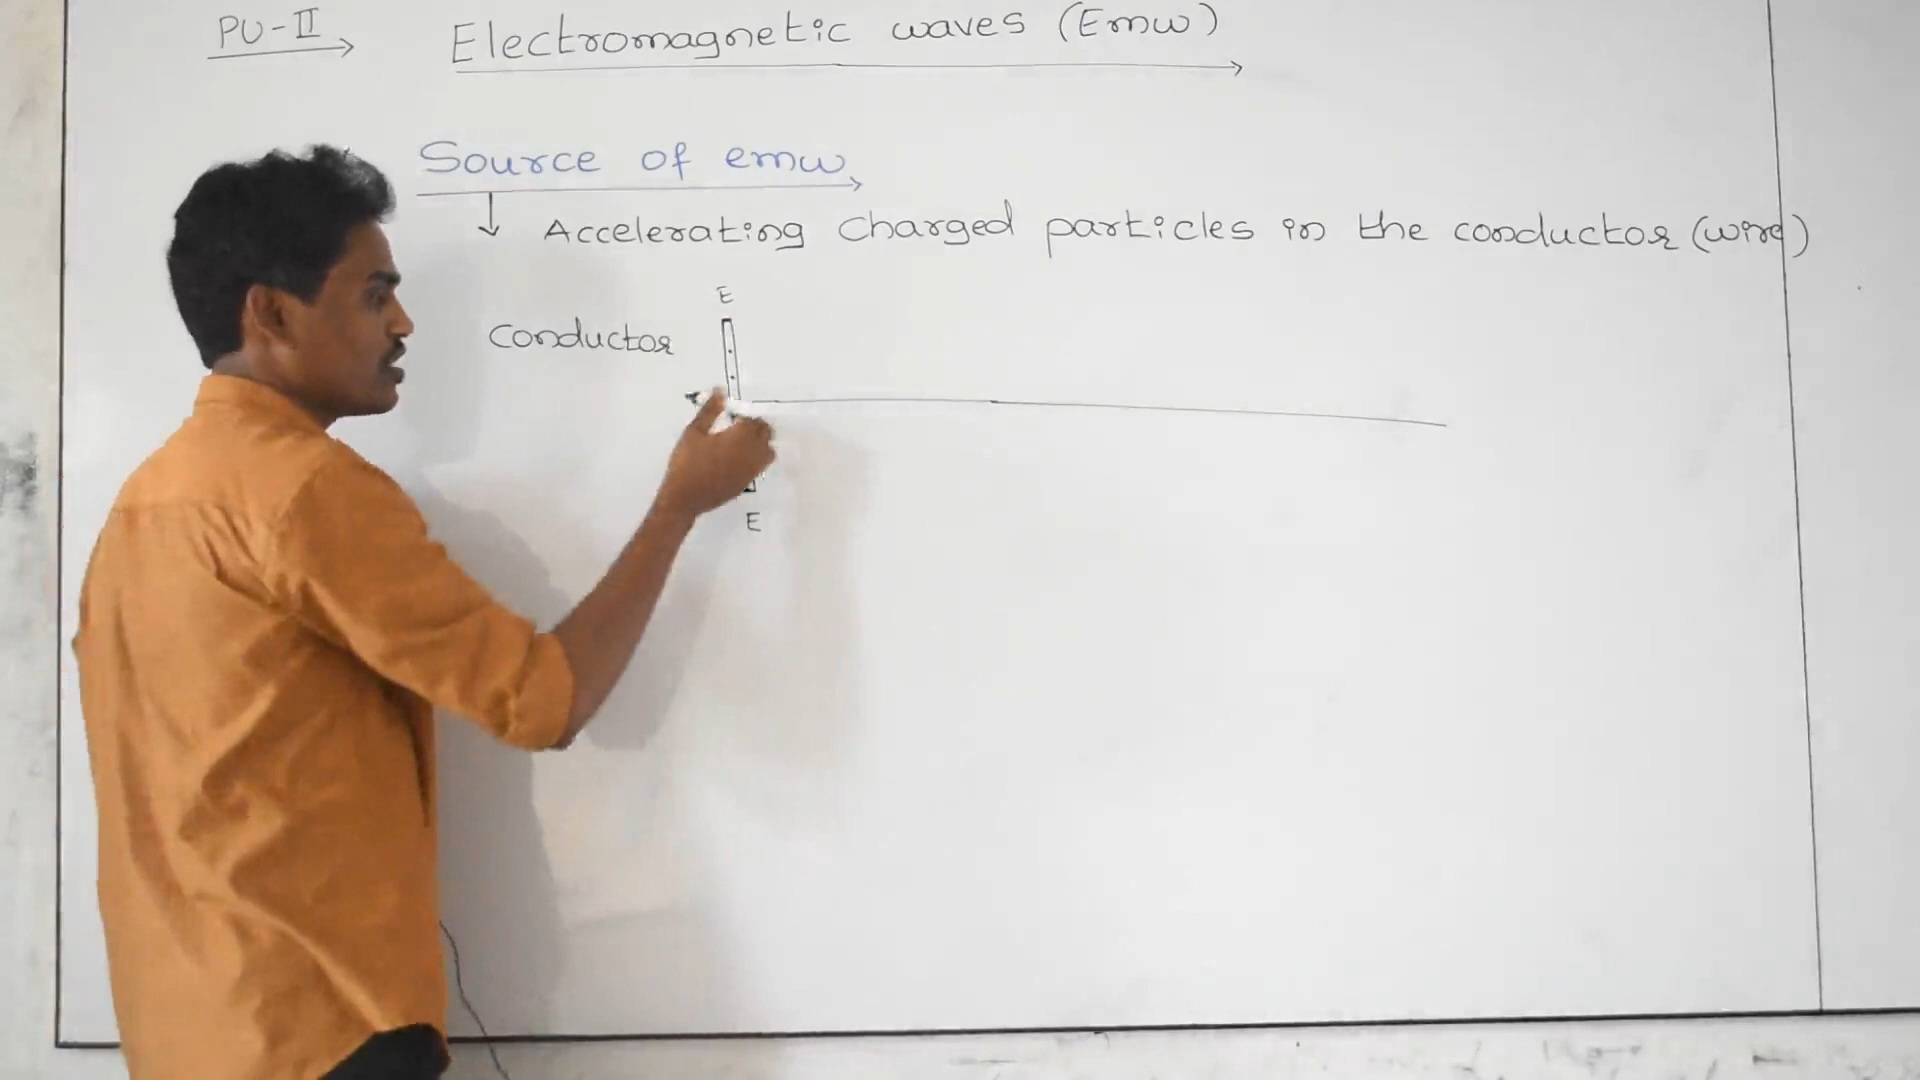 PU-II
Electromagnetic waves (Emw)
Source of emw
Accelerating charged particles in the conductor (wire)
E
conductor
E